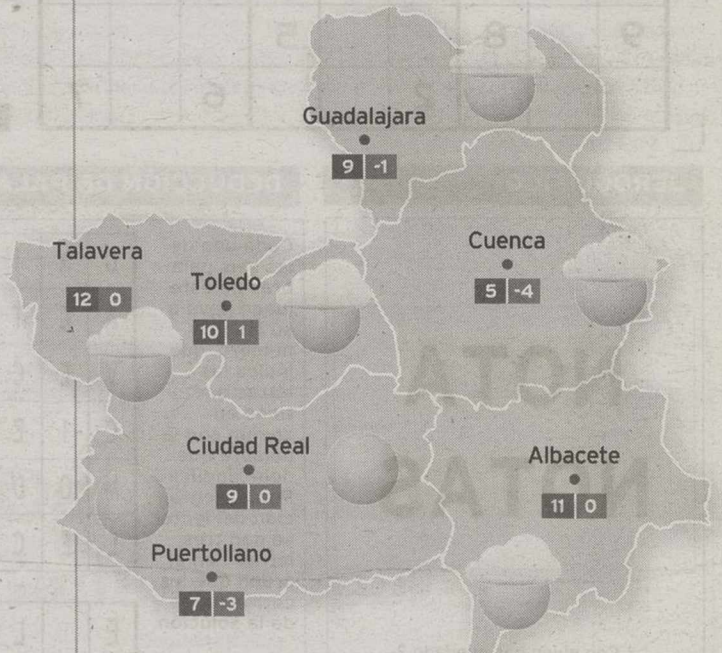 Guadalajara
9 -1
Cuenca
5 -4
Talavera
12 0
Toledo
10 1
Ciudad Real
9 0
Albacete
11 0
Puertollano
7 -3